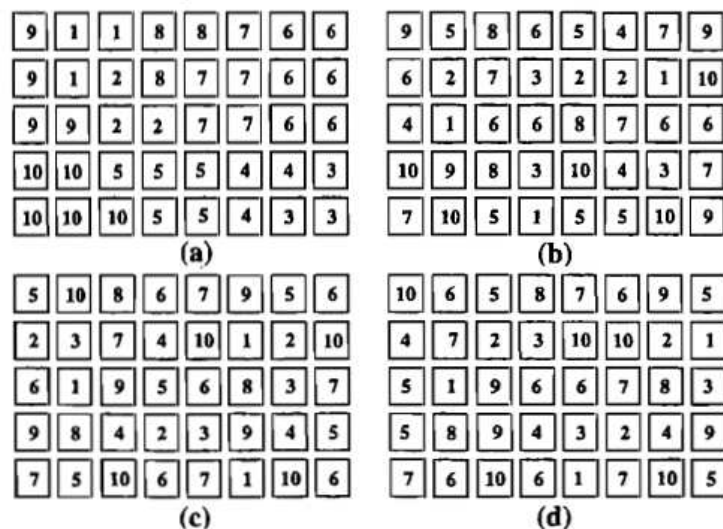 9 1 1 8 8 7 6 6
9 1 2 8 7 7 6 6
9 9 2 2 7 7 6 6
10 10 5 5 5 4 4 3
10 10 10 5 5 4 3 3
(a)
9 5 8 6 5 4 7 9
6 2 7 3 2 2 1 10
4 1 6 6 8 7 6 6
10 9 8 3 10 4 3 7
7 10 5 1 5 5 10 9
(b)
5 10 8 6 7 9 5 6
2 3 7 4 10 1 2 10
6 1 9 5 6 8 3 7
9 8 4 2 3 9 4 5
7 5 10 6 7 1 10 6
(c)
10 6 5 8 7 6 9 5
4 7 2 3 10 10 2 1
5 1 9 6 6 7 8 3
5 8 9 4 3 2 4 9
7 6 10 6 1 7 10 5
(d)